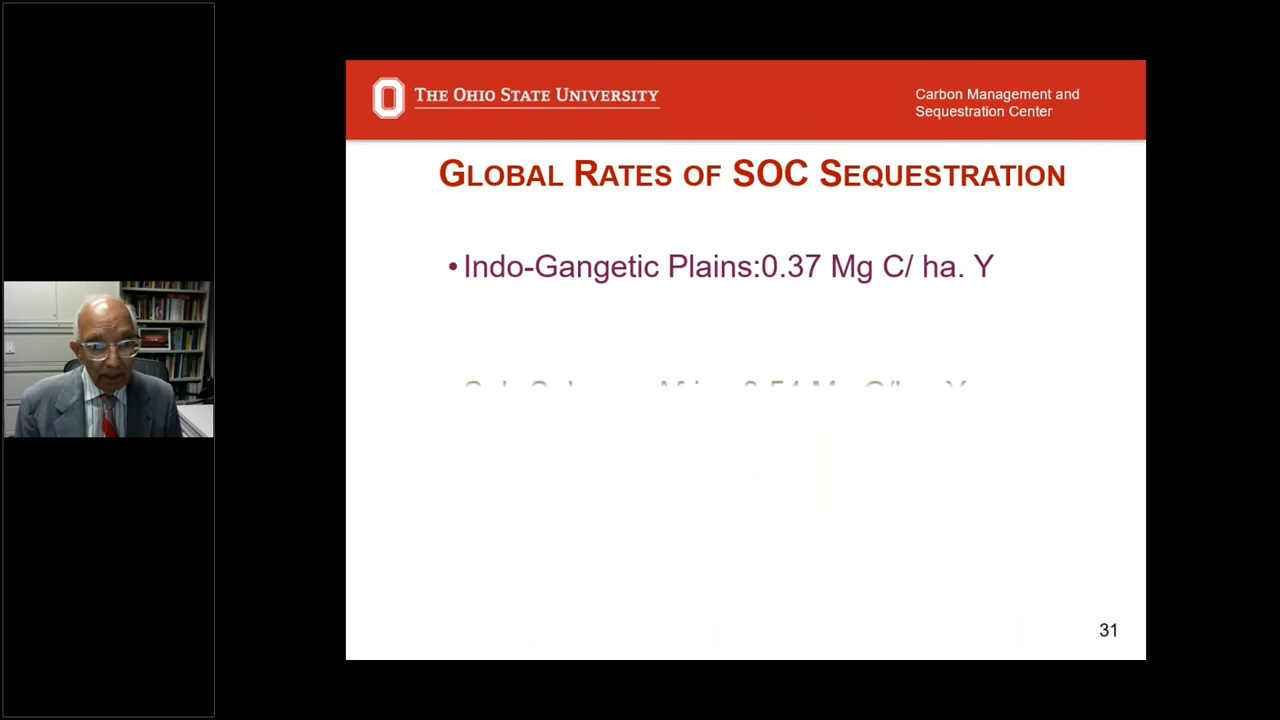 THE OHIO STATE UNIVERSITY
Carbon Management and
Sequestration Center
GLOBAL RATES OF SOC SEQUESTRATION
• Indo-Gangetic Plains:0.37 Mg C/ ha. Y
31